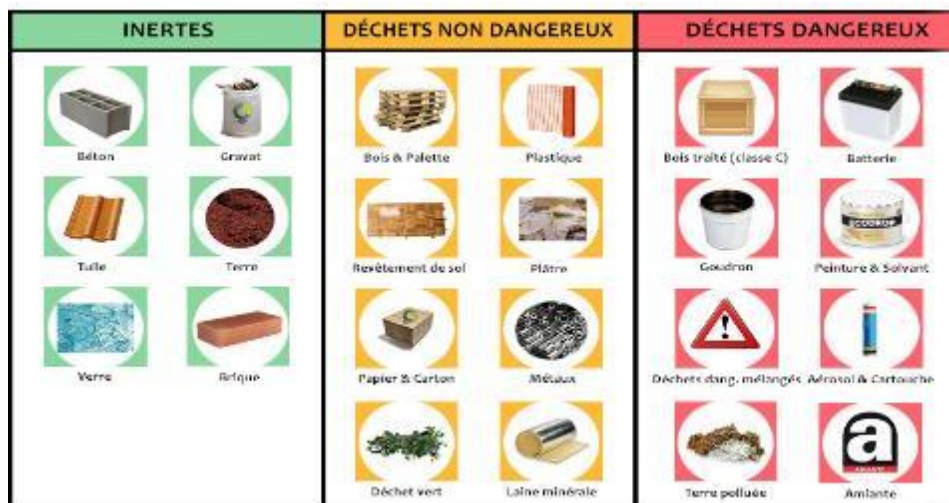 INERTES
DÉCHETS NON DANGEREUX
DÉCHETS DANGEREUX
Béton
Gravat
Bois & Palette
Plastique
Bois traité (classe C)
Batterie
Tuile
Terre
Revêtement de sol
Plâtre
Goudron
Peinture & Solvant
ECODROP
Verre
Brique
Papier & Carton
Métaux
Déchets dang. mélangés
Aérosol & Cartouche
Déchet vert
Laine minérale
Terre polluée
a
AMIANTE
Amiante